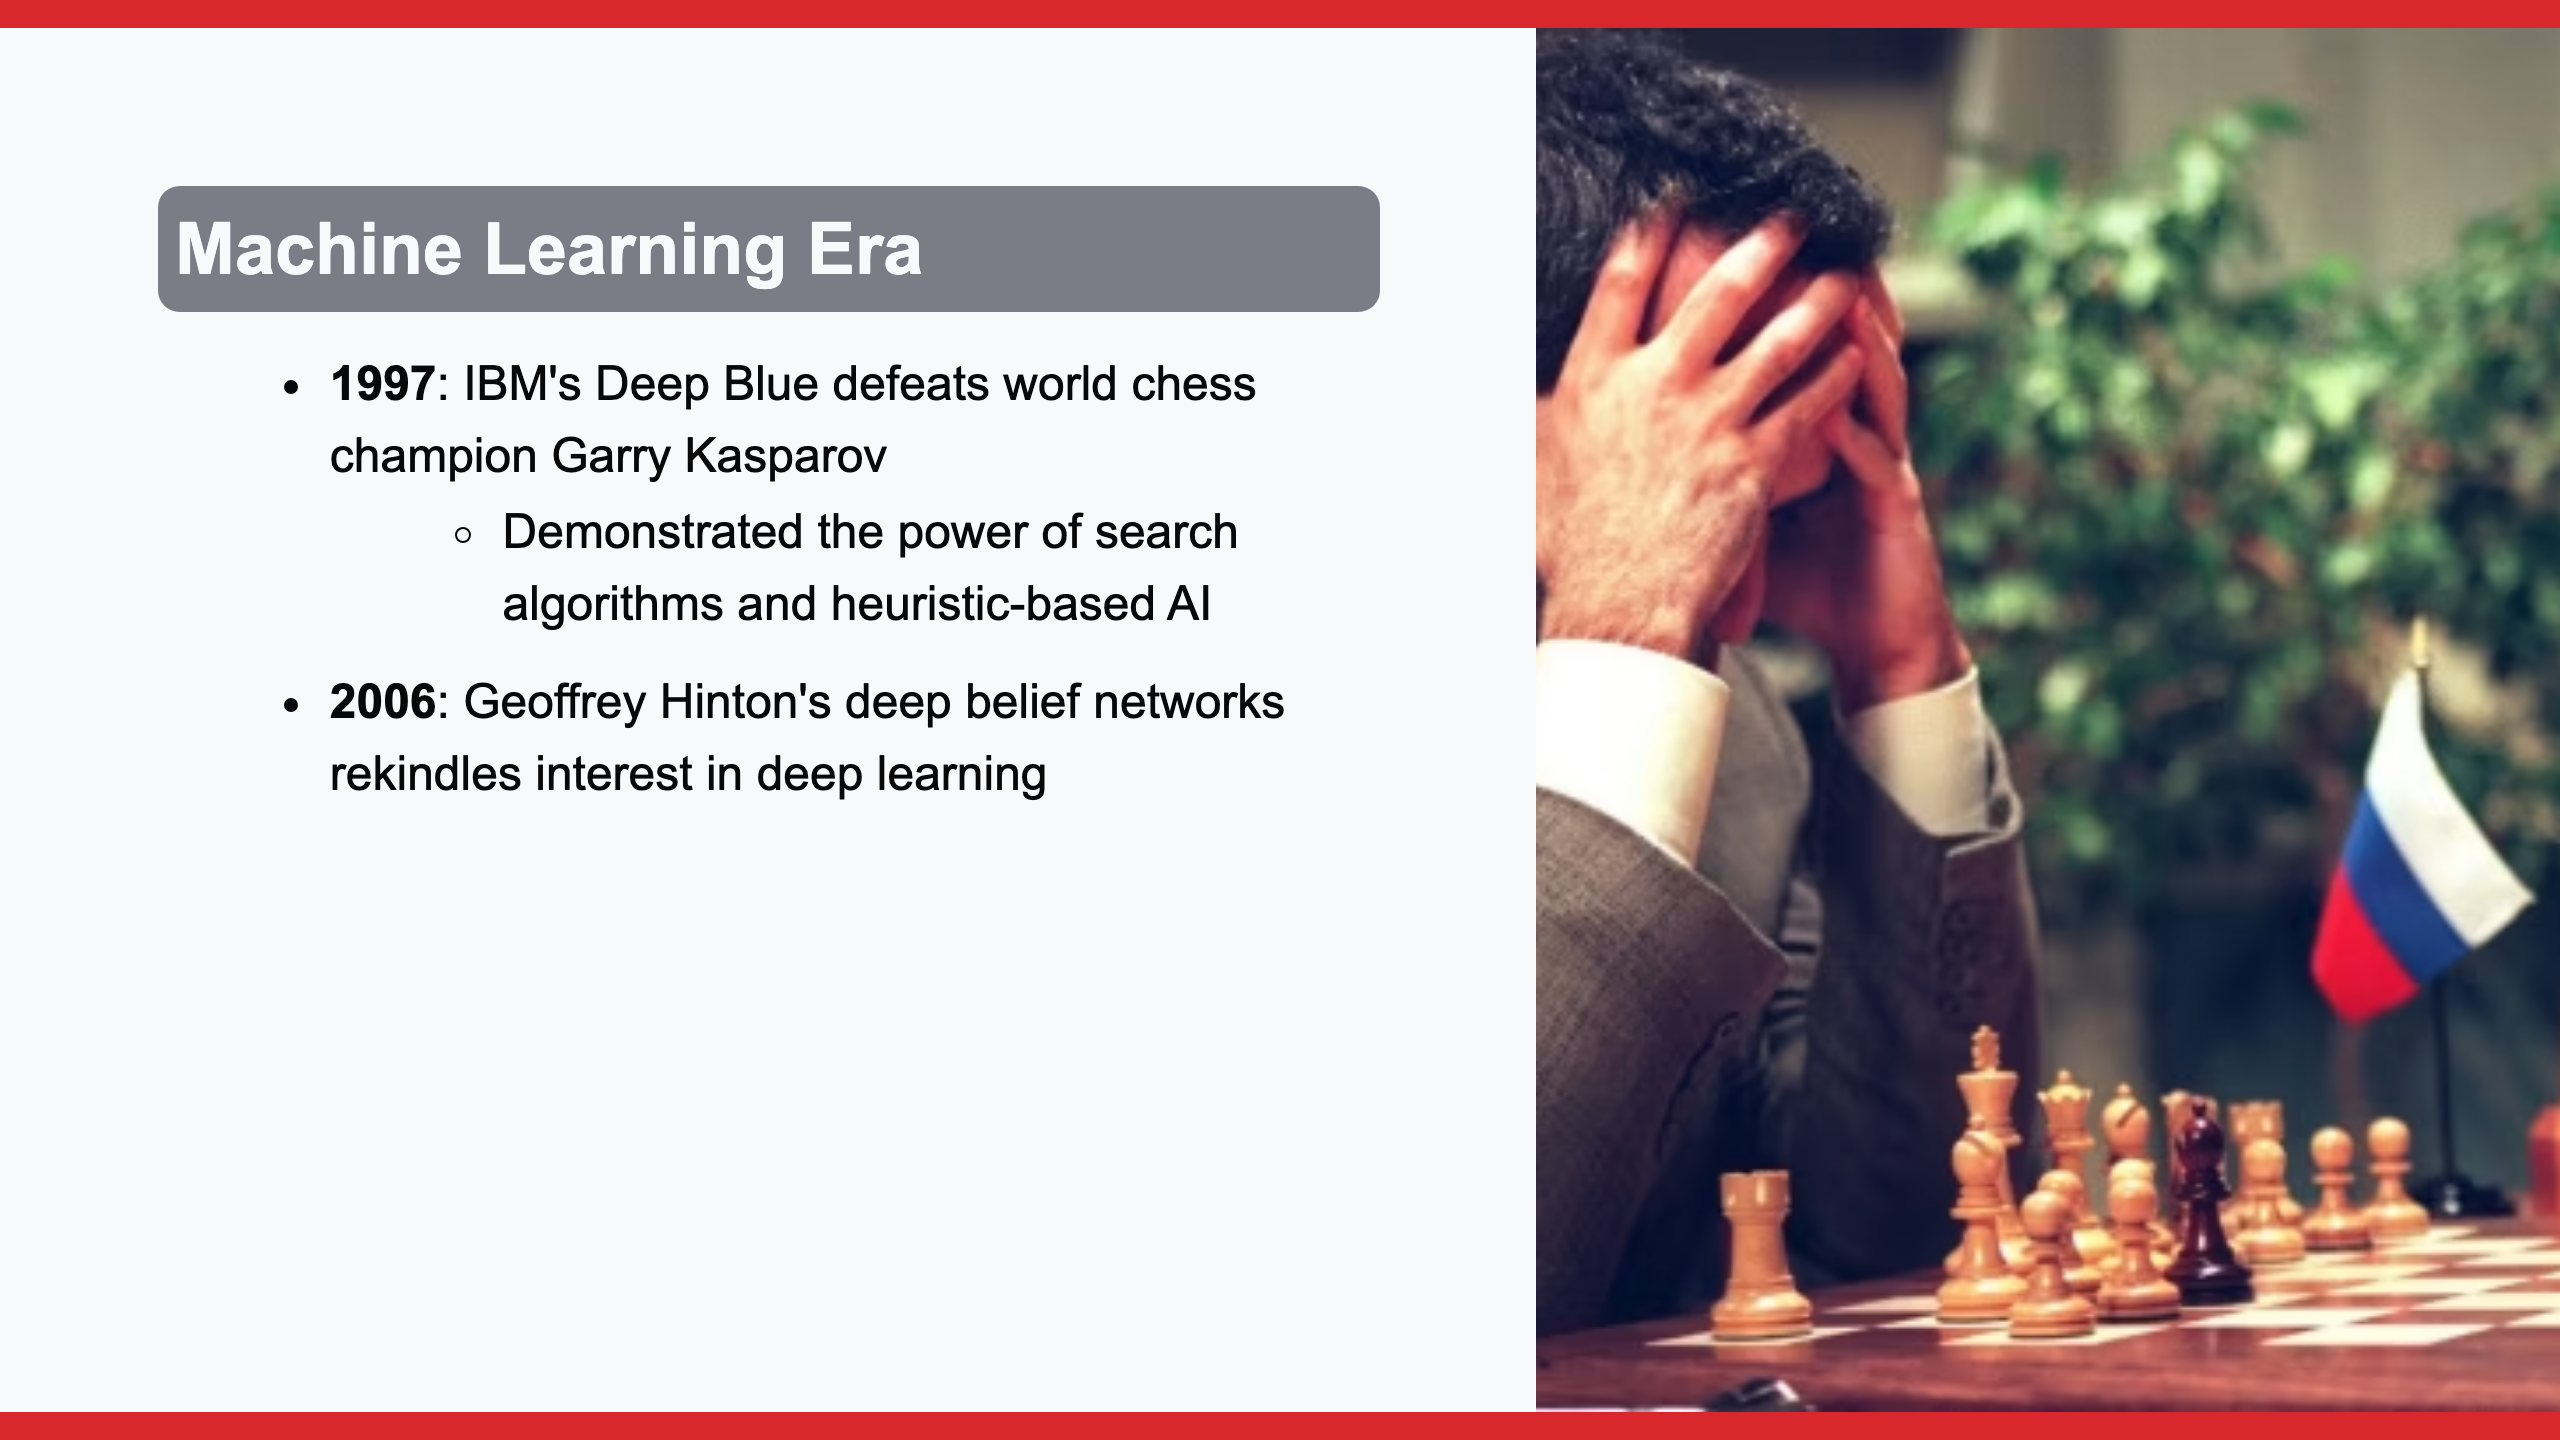 Machine Learning Era
• 1997: IBM's Deep Blue defeats world chess
champion Garry Kasparov
◦ Demonstrated the power of search
algorithms and heuristic-based AI
• 2006: Geoffrey Hinton's deep belief networks
rekindles interest in deep learning